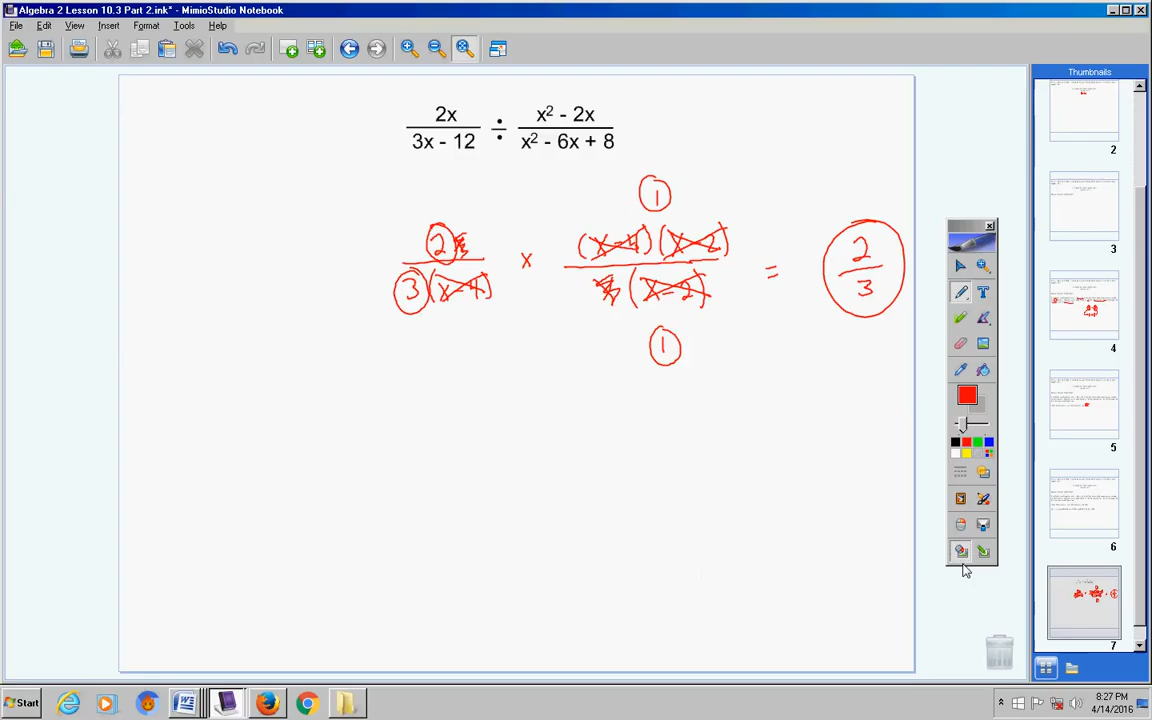 Algebra 2 Lesson 10.3 Part 2.ink* - MimioStudio Notebook
File Edit View Insert Format Tools Help
Thumbnails
2x x² - 2x
÷
3x - 12 x² - 6x + 8
1
2x (x-4)(x-2) 2
x =
3(x-4) x(x-2) 3
1
2
3
4
5
6
7
Start
8:27 PM
4/14/2016